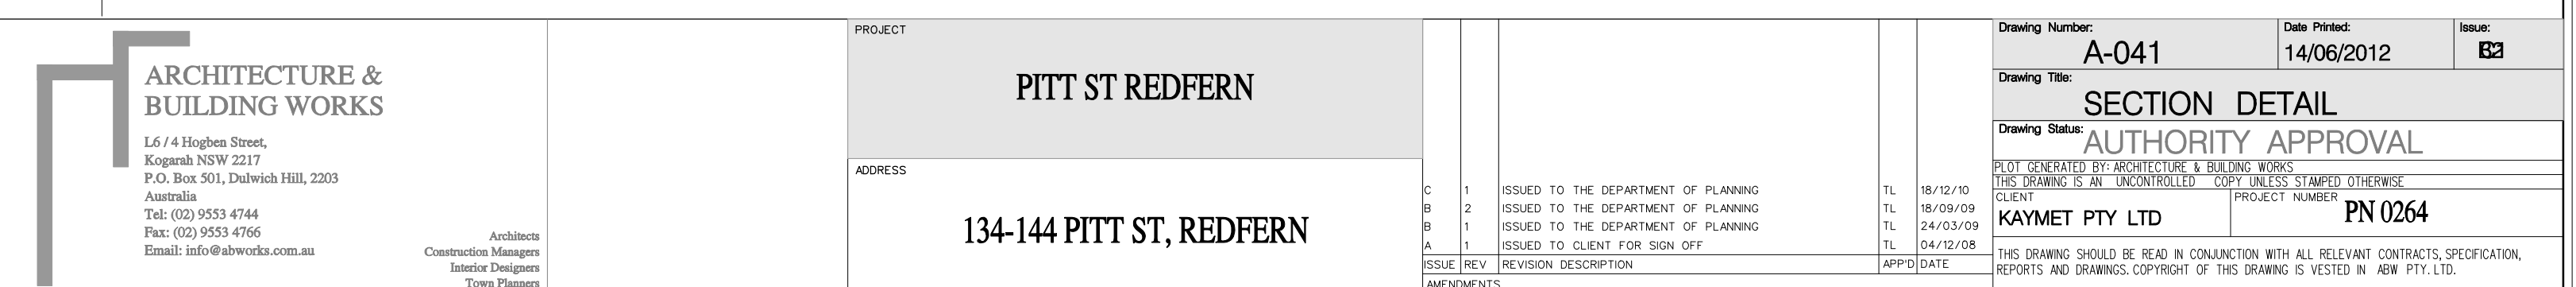 ARCHITECTURE &
BUILDING WORKS
L6 / 4 Hogben Street,
Kogarah NSW 2217
P.O. Box 501, Dulwich Hill, 2203
Australia
Tel: (02) 9553 4744
Fax: (02) 9553 4766
Email: info@abworks.com.au
Architects
Construction Managers
Interior Designers
Town Planners
PROJECT
PITT ST REDFERN
ADDRESS
134-144 PITT ST, REDFERN
C 1 ISSUED TO THE DEPARTMENT OF PLANNING TL 18/12/10
B 2 ISSUED TO THE DEPARTMENT OF PLANNING TL 18/09/09
B 1 ISSUED TO THE DEPARTMENT OF PLANNING TL 24/03/09
A 1 ISSUED TO CLIENT FOR SIGN OFF TL 04/12/08
ISSUE REV REVISION DESCRIPTION APP'D DATE
AMENDMENTS
Drawing Number: Date Printed: Issue:
A-041 14/06/2012
Drawing Title:
SECTION DETAIL
Drawing Status:
AUTHORITY APPROVAL
PLOT GENERATED BY: ARCHITECTURE & BUILDING WORKS
THIS DRAWING IS AN UNCONTROLLED COPY UNLESS STAMPED OTHERWISE
CLIENT PROJECT NUMBER
KAYMET PTY LTD PN 0264
THIS DRAWING SHOULD BE READ IN CONJUNCTION WITH ALL RELEVANT CONTRACTS, SPECIFICATION,
REPORTS AND DRAWINGS. COPYRIGHT OF THIS DRAWING IS VESTED IN ABW PTY. LTD.